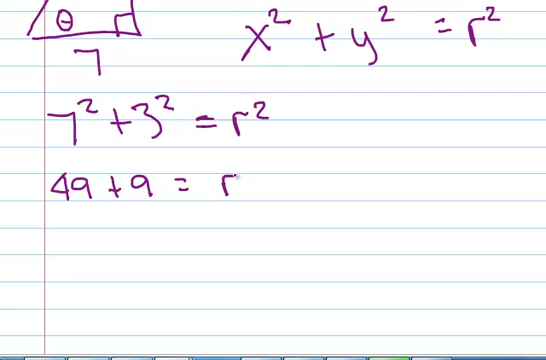 θ
7
x² + y² = r²
7² + 3² = r²
49 + 9 = r